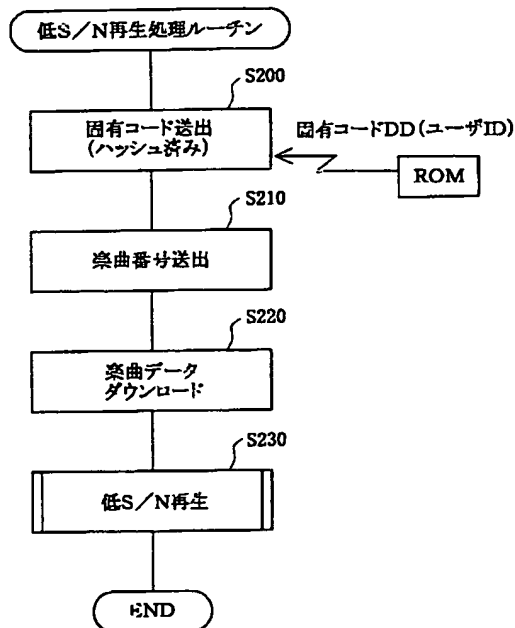 低S／N再生処理ルーチン
S200
固有コード送出
(ハッシュ済み)
固有コードDD(ユーザID)
ROM
S210
楽曲番号送出
S220
楽曲データ
ダウンロード
S230
低S／N再生
END